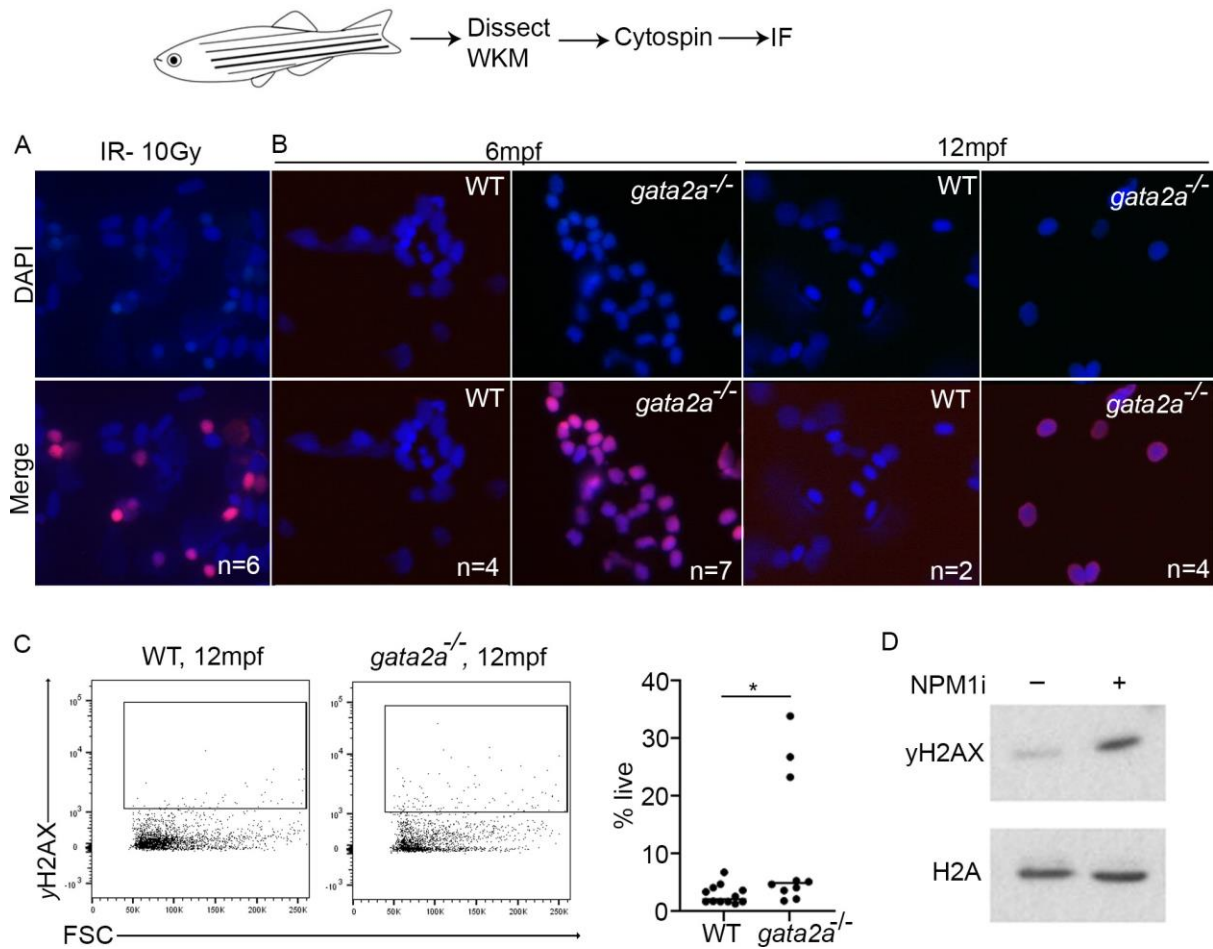 Dissect
WKM
Cytospin
IF
A
IR- 10Gy
B
6mpf
12mpf
DAPI
WT
gata2a-/-
WT
gata2a-/-
Merge
n=6
WT
n=4
gata2a-/-
n=7
WT
n=2
gata2a-/-
n=4
C
WT, 12mpf
gata2a-/-, 12mpf
yH2AX
10^5
10^4
10^3
0
-10^3
0 50K 100K 150K 200K 250K
10^5
10^4
10^3
0
-10^3
0 50K 100K 150K 200K 250K
FSC
% live
40
30
20
10
0
*
WT gata2a-/-
D
NPM1i - +
yH2AX
H2A